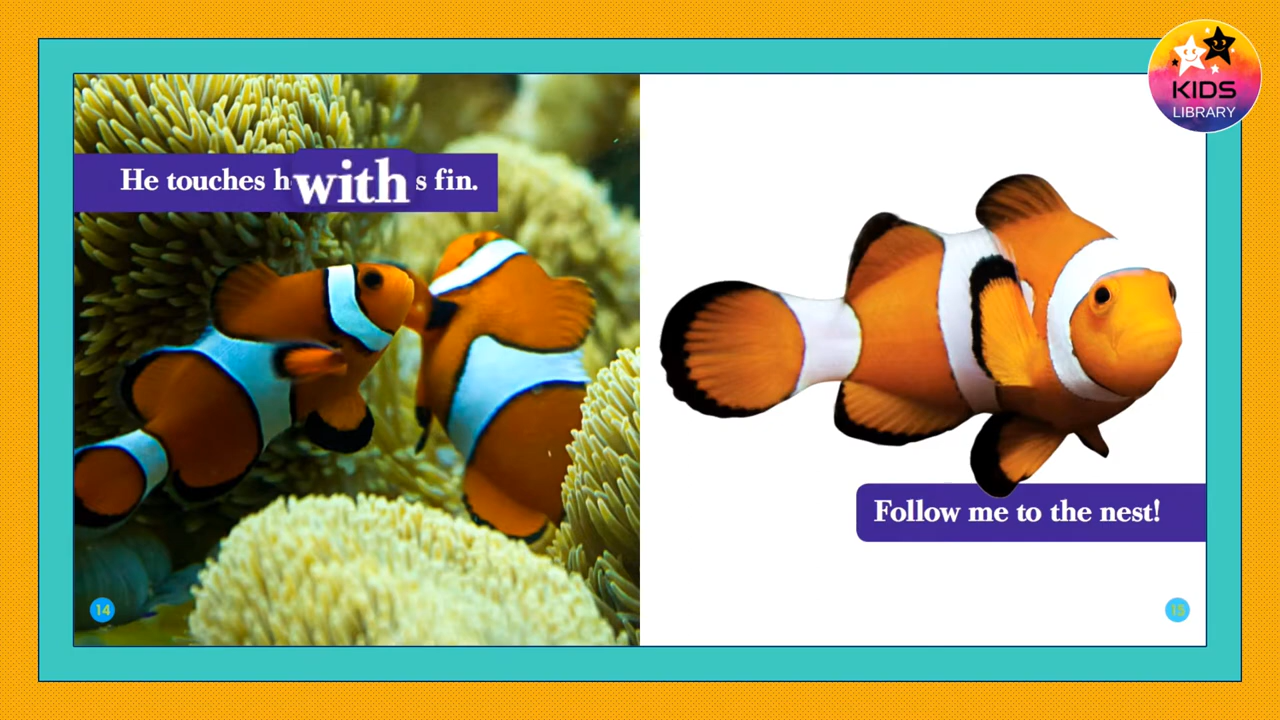 He touches h with s fin.
14
Follow me to the nest!
15
KIDS
LIBRARY